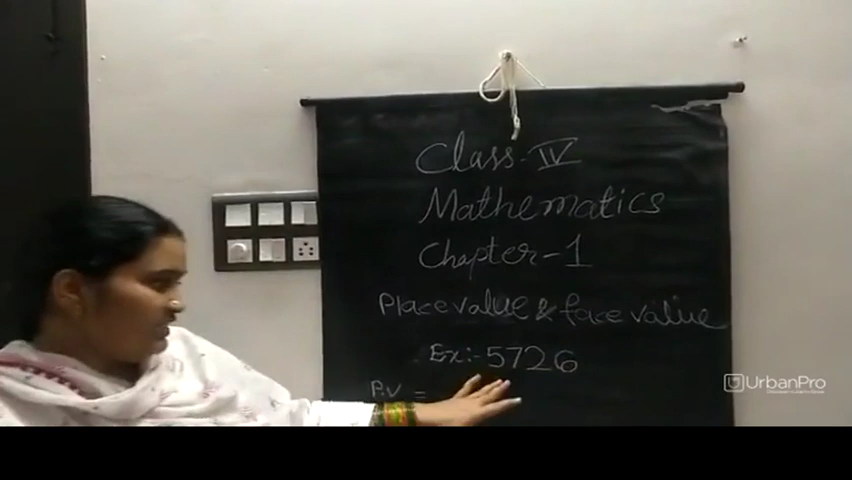 Class-IV
Mathematics
Chapter-1
Place value & face value
Ex:-5726
P.V =
UrbanPro